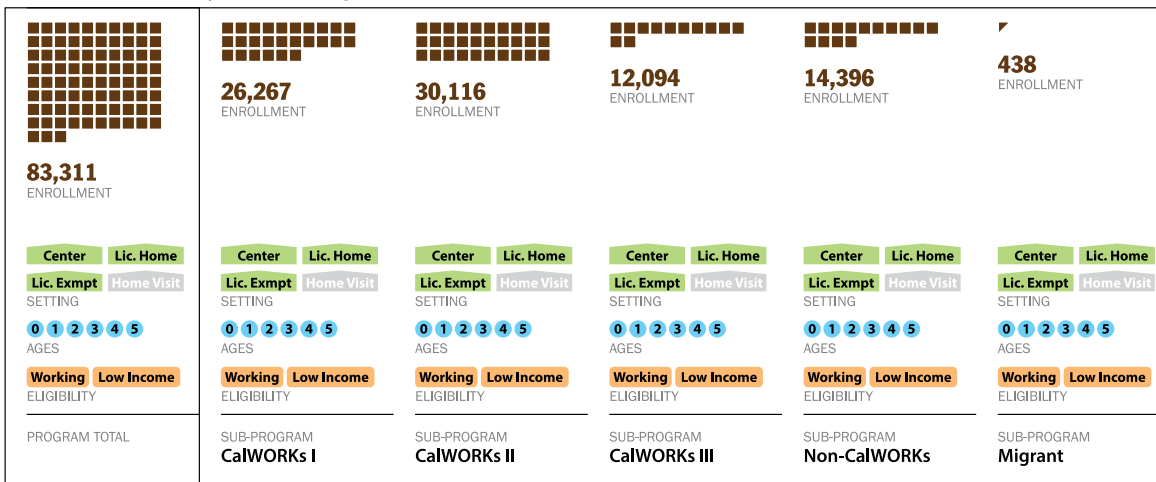 83,311
ENROLLMENT
Center Lic. Home
Lic. Exmpt Home Visit
SETTING
0 1 2 3 4 5
AGES
Working Low Income
ELIGIBILITY
PROGRAM TOTAL
26,267
ENROLLMENT
Center Lic. Home
Lic. Exmpt Home Visit
SETTING
0 1 2 3 4 5
AGES
Working Low Income
ELIGIBILITY
SUB-PROGRAM
CalWORKs I
30,116
ENROLLMENT
Center Lic. Home
Lic. Exmpt Home Visit
SETTING
0 1 2 3 4 5
AGES
Working Low Income
ELIGIBILITY
SUB-PROGRAM
CalWORKs II
12,094
ENROLLMENT
Center Lic. Home
Lic. Exmpt Home Visit
SETTING
0 1 2 3 4 5
AGES
Working Low Income
ELIGIBILITY
SUB-PROGRAM
CalWORKs III
14,396
ENROLLMENT
Center Lic. Home
Lic. Exmpt Home Visit
SETTING
0 1 2 3 4 5
AGES
Working Low Income
ELIGIBILITY
SUB-PROGRAM
Non-CalWORKs
438
ENROLLMENT
Center Lic. Home
Lic. Exmpt Home Visit
SETTING
0 1 2 3 4 5
AGES
Working Low Income
ELIGIBILITY
SUB-PROGRAM
Migrant